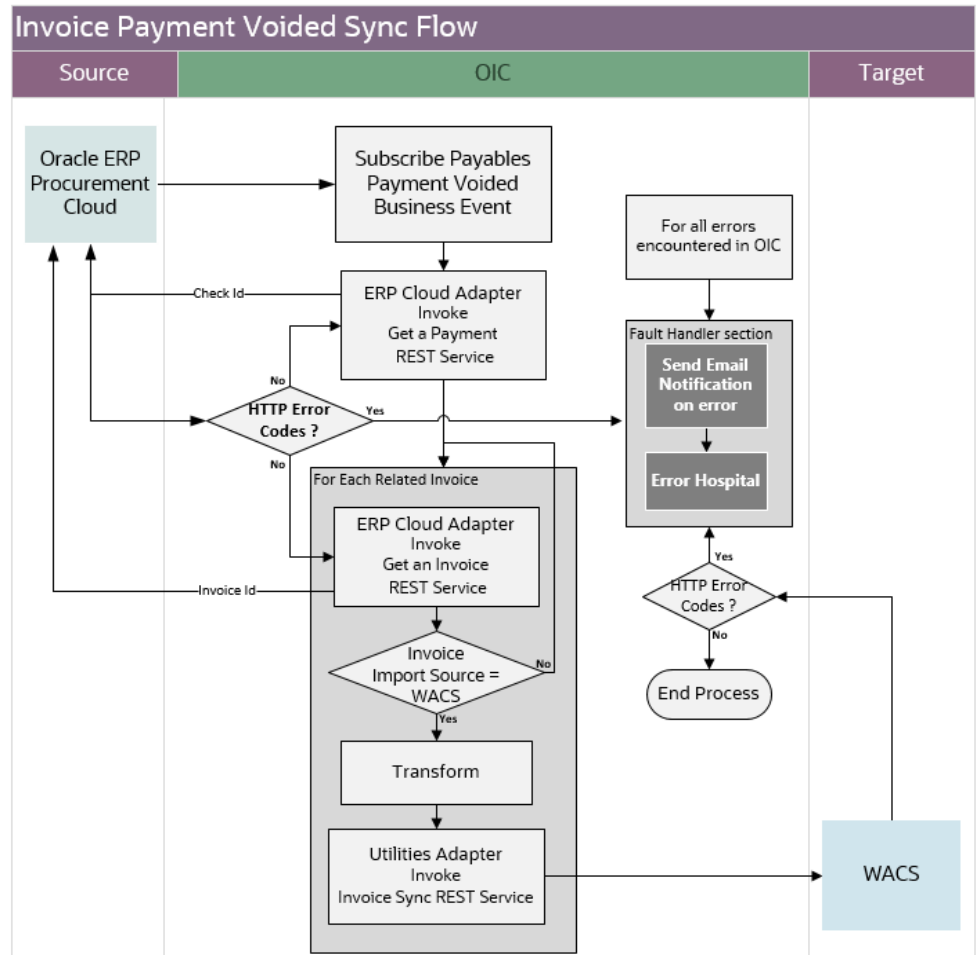 Invoice Payment Voided Sync Flow
Source
OIC
Target
Oracle ERP
Procurement
Cloud
Subscribe Payables
Payment Voided
Business Event
For all errors
encountered in OIC
Check Id
ERP Cloud Adapter
Invoke
Get a Payment
REST Service
Fault Handler section
Send Email
Notification
on error
Error Hospital
No
HTTP Error
Codes ?
Yes
No
For Each Related Invoice
ERP Cloud Adapter
Invoke
Get an Invoice
REST Service
Invoice Id
Yes
HTTP Error
Codes ?
No
End Process
Invoice
Import Source =
WACS
No
Yes
Transform
Utilities Adapter
Invoke
Invoice Sync REST Service
WACS